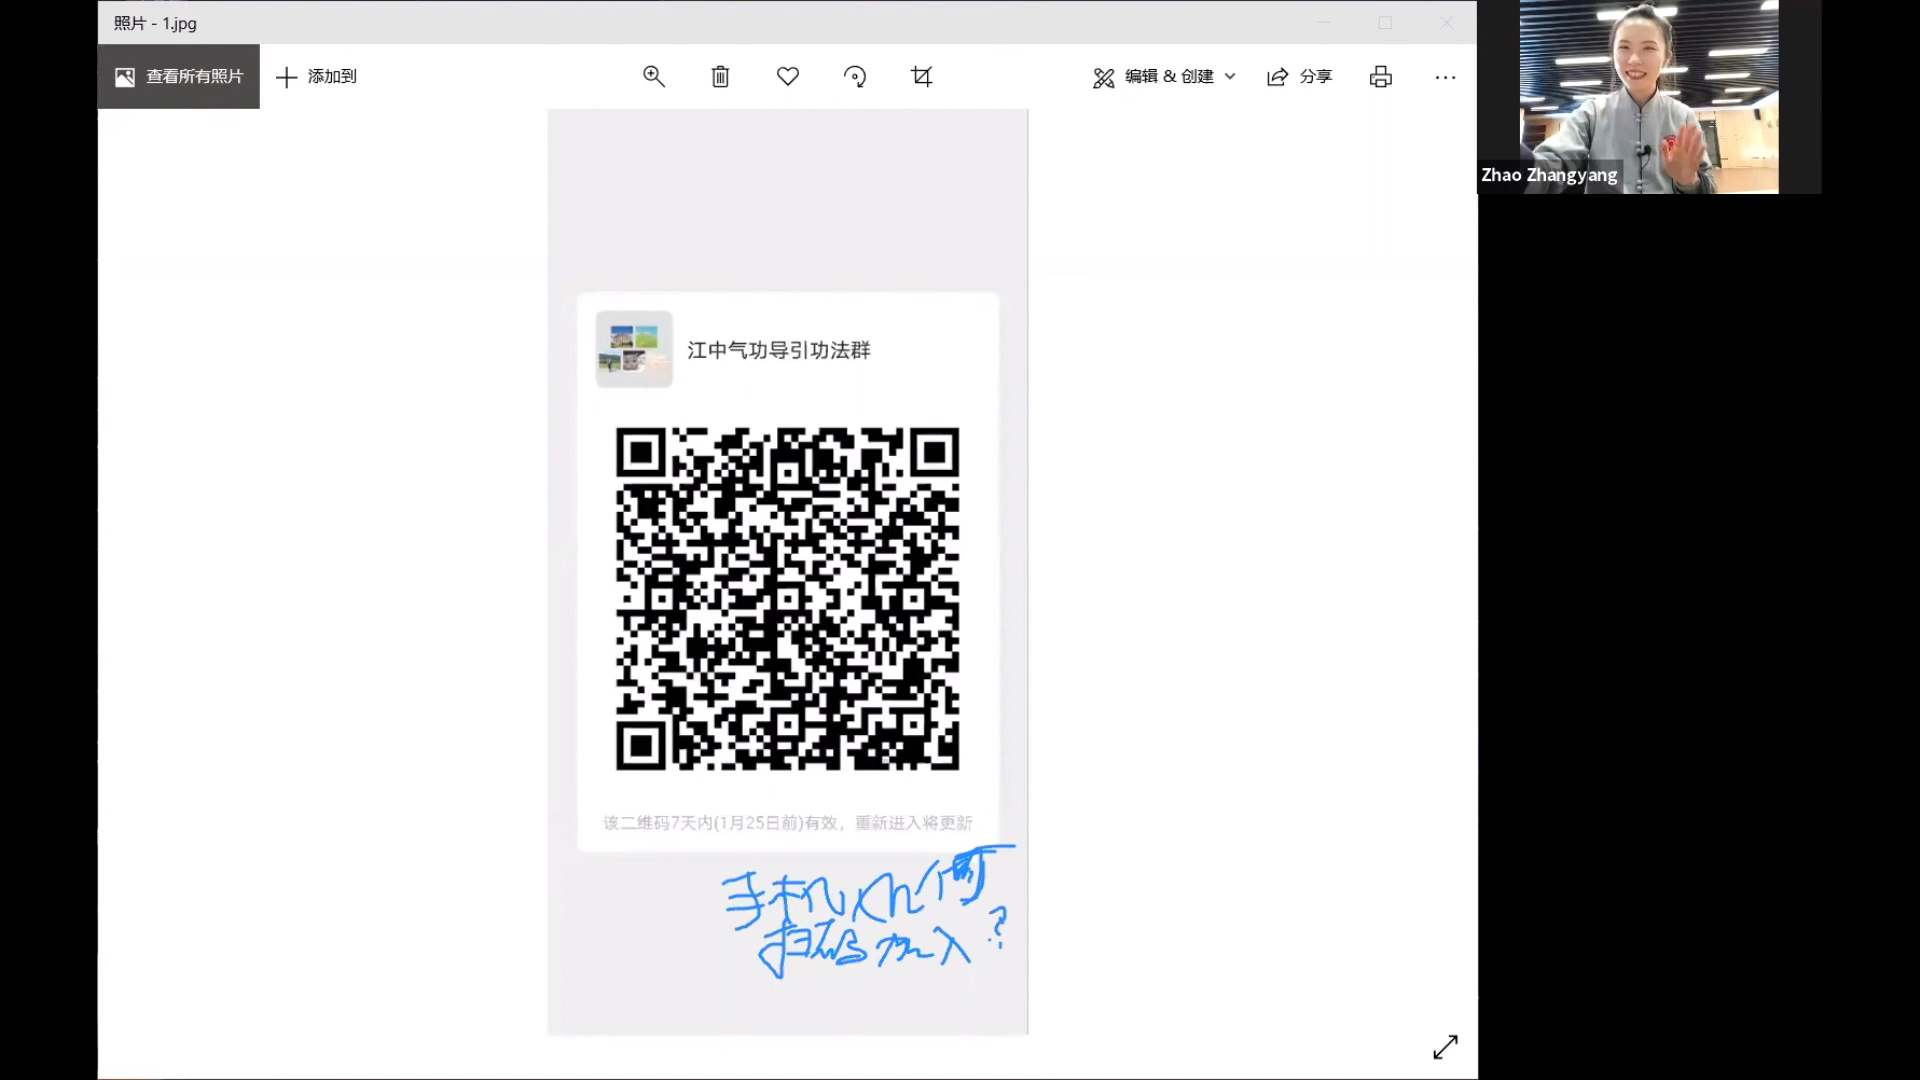 照片 - 1.jpg
查看所有照片
添加到
编辑 & 创建
分享
Zhao Zhangyang
江中气功导引功法群
该二维码7天内(1月25日前)有效，重新进入将更新
手机如何
扫码加入?